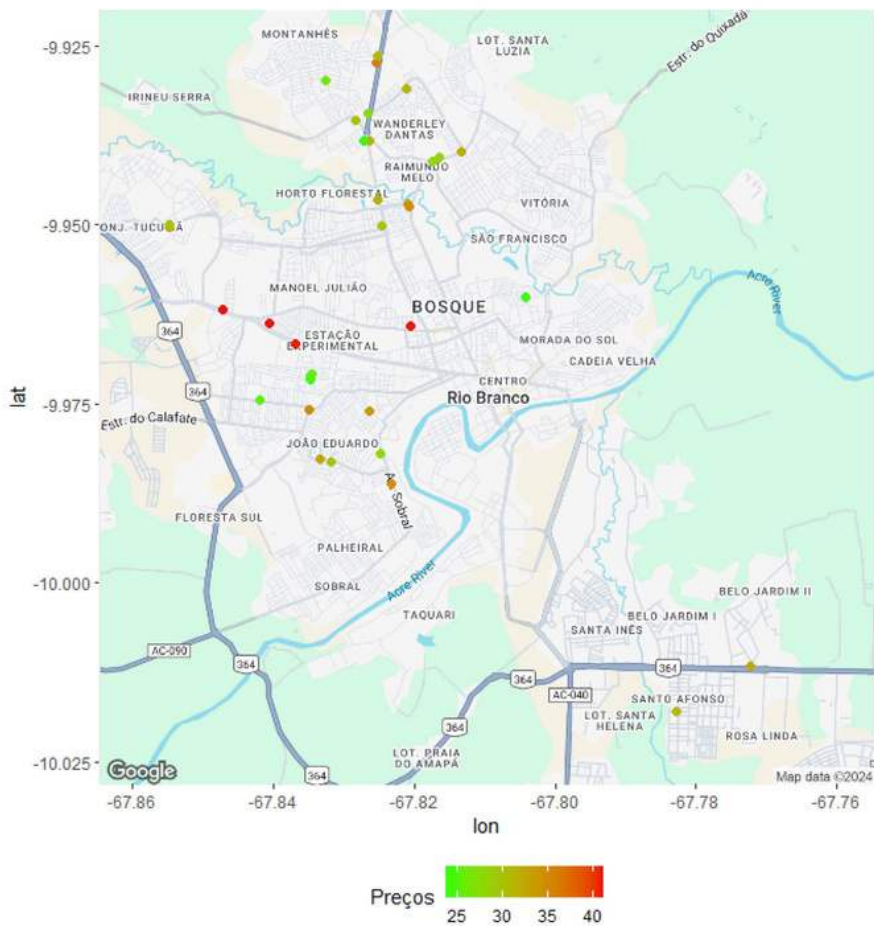 -9.925
MONTANHÊS
LOT. SANTA
LUZIA
Estr. do Quixadá
IRINEU SERRA
WANDERLEY
DANTAS
RAIMUNDO
MELO
HORTO FLORESTAL
VITÓRIA
-9.950
ONJ. TUCUMÃ
SÃO FRANCISCO
Acre River
MANOEL JULIÃO
BOSQUE
364
ESTAÇÃO
EXPERIMENTAL
MORADA DO SOL
CADEIA VELHA
lat
-9.975
364
CENTRO
Rio Branco
Estr. do Calafate
JOÃO EDUARDO
Sobral
FLORESTA SUL
PALHEIRAL
-10.000
SOBRAL
Acre River
TAQUARI
BELO JARDIM II
BELO JARDIM I
SANTA INÊS
AC-090
364
364
364
AC-040
SANTO AFONSO
LOT. SANTA
HELENA
364
ROSA LINDA
LOT. PRAIA
DO AMAPÁ
-10.025
Google
364
Map data ©2024
-67.86 -67.84 -67.82 -67.80 -67.78 -67.76
lon
Preços
25 30 35 40